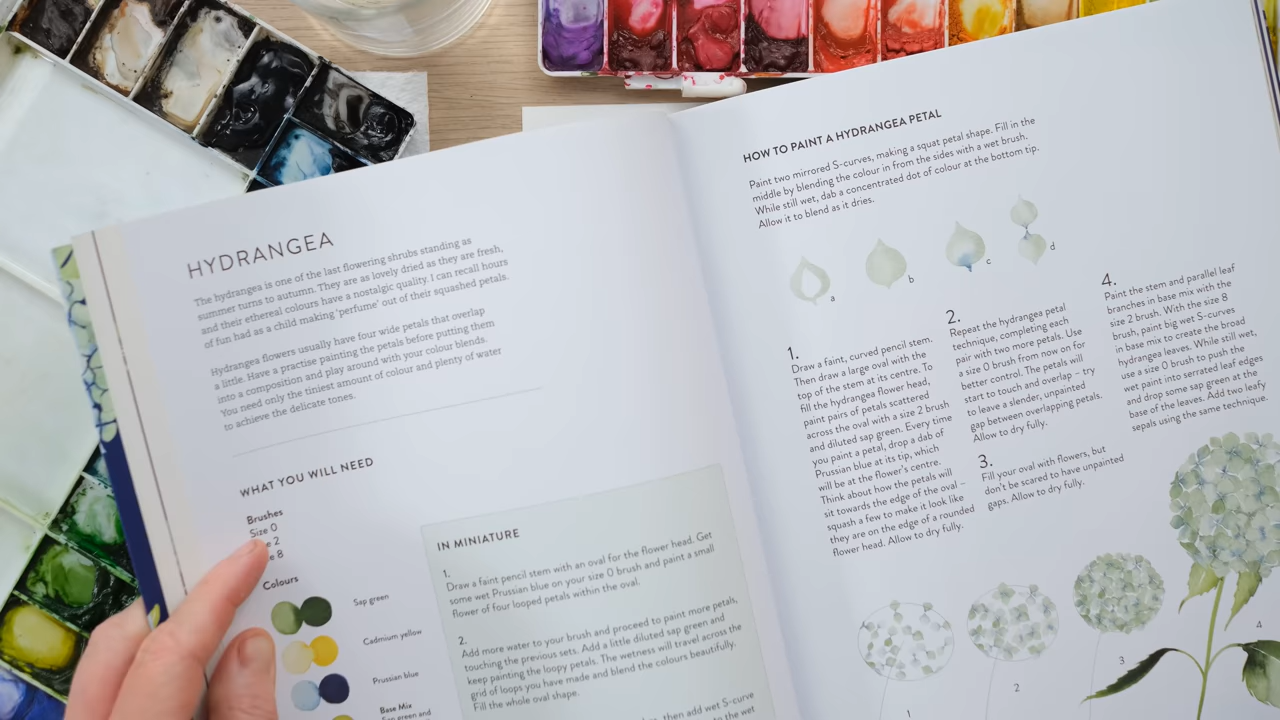 HYDRANGEA
The hydrangea is one of the last flowering shrubs standing as
summer turns to autumn. They are as lovely dried as they are fresh,
and their ethereal colours have a nostalgic quality. I can recall hours
of fun had as a child making 'perfume' out of their squashed petals.
Hydrangea flowers usually have four wide petals that overlap
a little. Have a practise painting the petals before putting them
into a composition and play around with your colour blends.
You need only the tiniest amount of colour and plenty of water
to achieve the delicate tones.
WHAT YOU WILL NEED
Brushes
Size 0
e 2
e 8
Colours
Sap green
Cadmium yellow
Prussian blue
Base Mix
Sap green and
IN MINIATURE
1.
Draw a faint pencil stem with an oval for the flower head. Get
some wet Prussian blue on your size 0 brush and paint a small
flower of four looped petals within the oval.
2.
Add more water to your brush and proceed to paint more petals,
touching the previous sets. Add a little diluted sap green and
keep painting the loopy petals. The wetness will travel across the
grid of loops you have made and blend the colours beautifully.
Fill the whole oval shape.
then add wet S-curve
to the wet
HOW TO PAINT A HYDRANGEA PETAL
Paint two mirrored S-curves, making a squat petal shape. Fill in the
middle by blending the colour in from the sides with a wet brush.
While still wet, dab a concentrated dot of colour at the bottom tip.
Allow it to blend as it dries.
a
b
c
d
1.
Draw a faint, curved pencil stem.
Then draw a large oval with the
top of the stem at its centre. To
fill the hydrangea flower head,
paint pairs of petals scattered
across the oval with a size 2 brush
and diluted sap green. Every time
you paint a petal, drop a dab of
Prussian blue at its tip, which
will be at the flower's centre.
Think about how the petals will
sit towards the edge of the oval –
squash a few to make it look like
they are on the edge of a rounded
flower head. Allow to dry fully.
2.
Repeat the hydrangea petal
technique, completing each
pair with two more petals. Use
a size 0 brush from now on for
better control. The petals will
start to touch and overlap – try
to leave a slender, unpainted
gap between overlapping petals.
Allow to dry fully.
3.
Fill your oval with flowers, but
don't be scared to have unpainted
gaps. Allow to dry fully.
4.
Paint the stem and parallel leaf
branches in base mix with the
size 2 brush. With the size 8
brush, paint big wet S-curves
in base mix to create the broad
hydrangea leaves. While still wet,
use a size 0 brush to push the
wet paint into serrated leaf edges
and drop some sap green at the
base of the leaves. Add two leafy
sepals using the same technique.
1
2
3
4